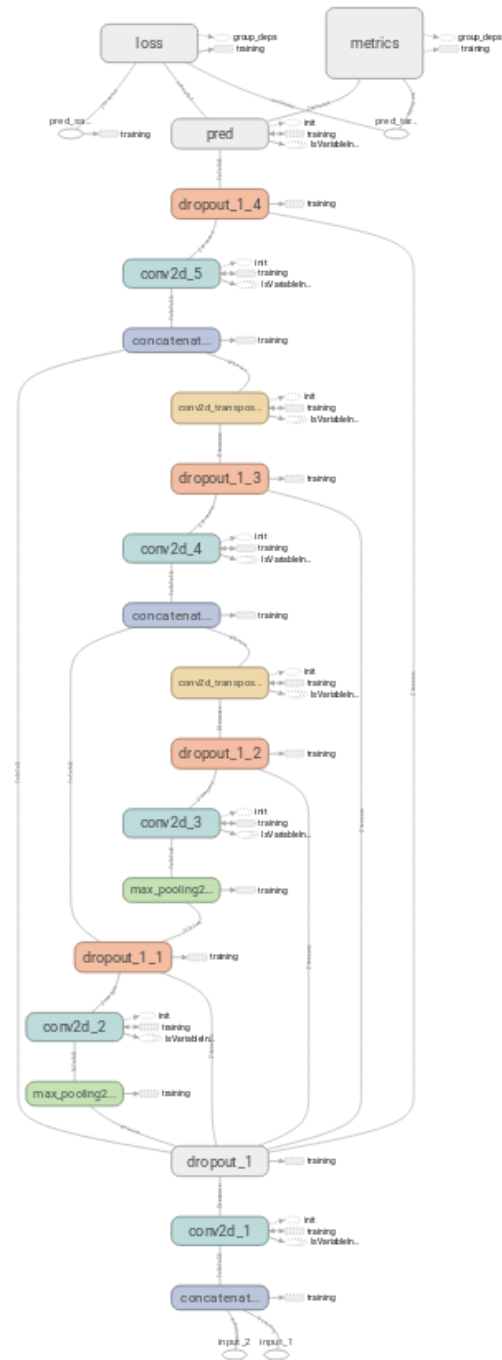 loss
group_deps
training
metrics
group_deps
training
pred_sa...
training
pred
init
training
IsVariableIn...
pred_tar...
dropout_1_4
training
conv2d_5
init
training
IsVariableIn...
concatenat...
training
conv2d_transpos...
init
training
IsVariableIn...
dropout_1_3
training
conv2d_4
init
training
IsVariableIn...
concatenat...
training
conv2d_transpos...
init
training
IsVariableIn...
dropout_1_2
training
conv2d_3
init
training
IsVariableIn...
max_pooling2...
training
dropout_1_1
training
conv2d_2
init
training
IsVariableIn...
max_pooling2...
training
dropout_1
training
conv2d_1
init
training
IsVariableIn...
concatenat...
training
input_2
input_1